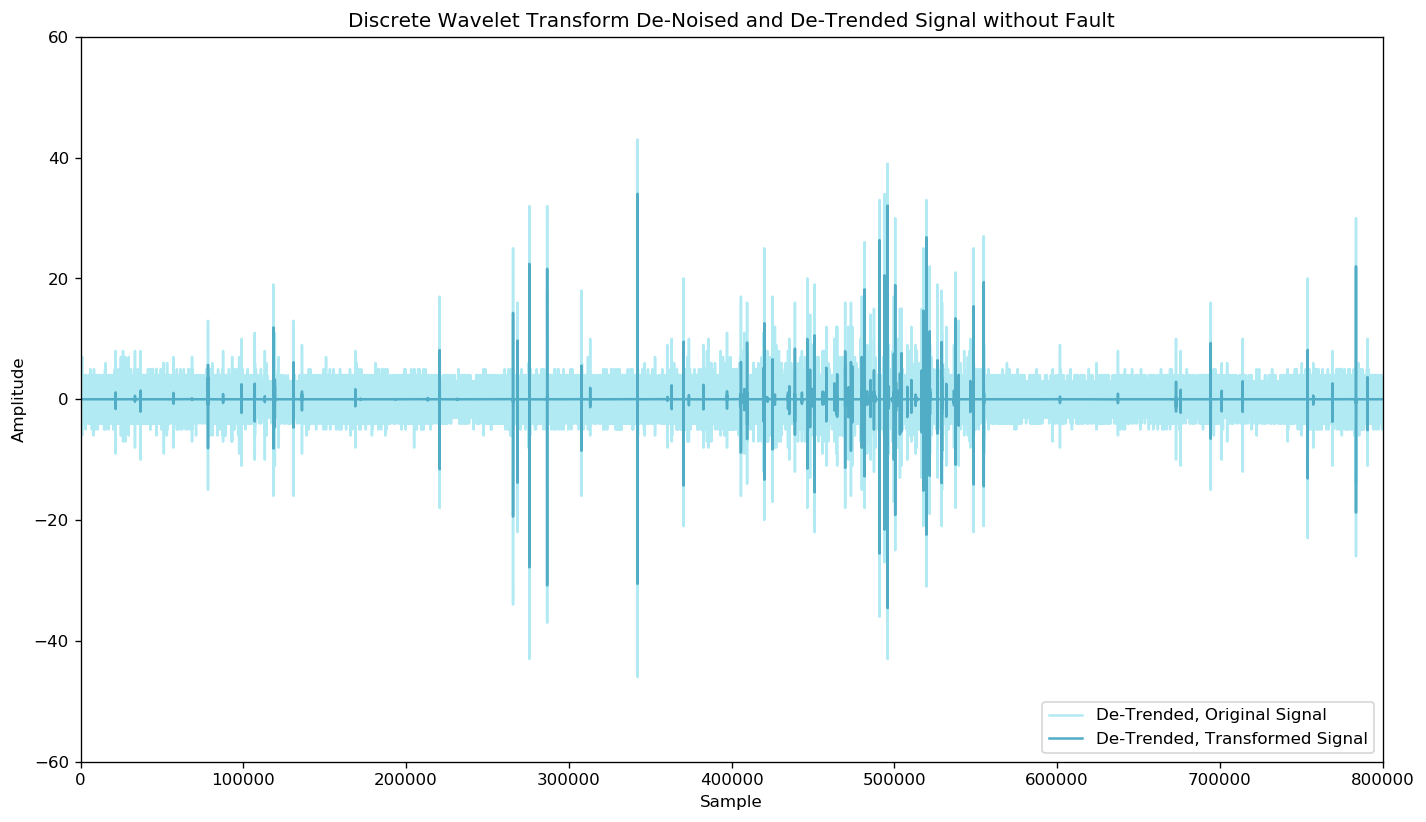 Discrete Wavelet Transform De-Noised and De-Trended Signal without Fault
60
40
20
0
−20
−40
−60
Amplitude
0 100000 200000 300000 400000 500000 600000 700000 800000
Sample
De-Trended, Original Signal
De-Trended, Transformed Signal